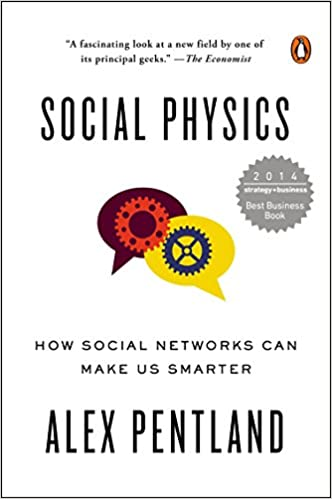 “A fascinating look at a new field by one of
its principal geeks.” —The Economist
SOCIAL PHYSICS
2014
strategy+business
Best Business
Book
HOW SOCIAL NETWORKS CAN
MAKE US SMARTER
ALEX PENTLAND